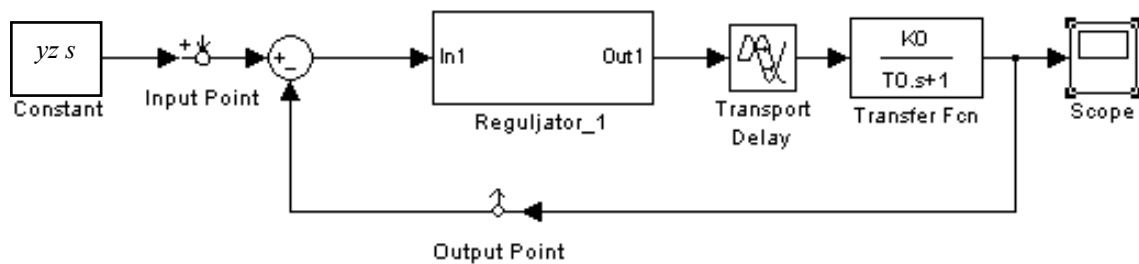 yz s
Constant
+
Input Point
+
−
In1
Out1
Reguljator_1
Transport
Delay
K0
T0.s+1
Transfer Fcn
Scope
Output Point